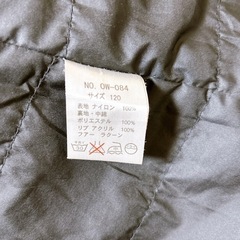 NO. OW-084
サイズ 120
表地 ナイロン 100%
裏地・中綿
ポリエステル 100%
リブ アクリル 100%
ファー ラクーン